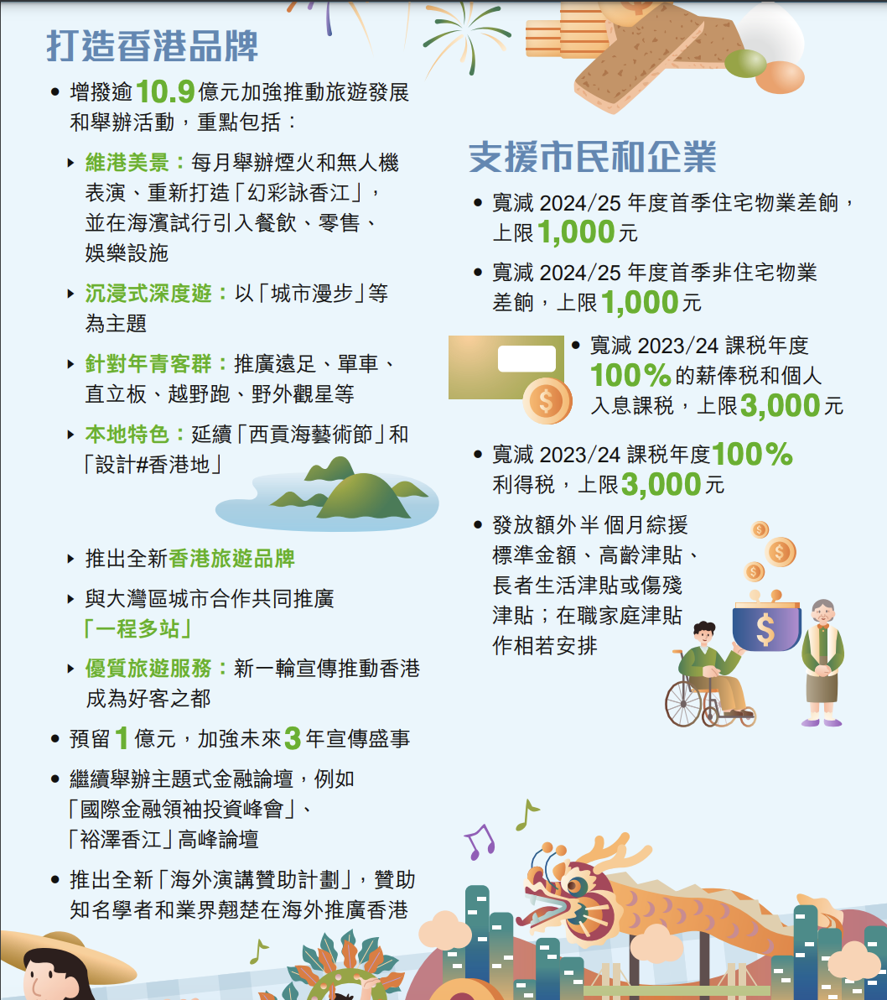 打造香港品牌
• 增撥逾10.9億元加強推動旅遊發展
和舉辦活動，重點包括：
▸ 維港美景：每月舉辦煙火和無人機
表演、重新打造「幻彩詠香江」，
並在海濱試行引入餐飲、零售、
娛樂設施
▸ 沉浸式深度遊：以「城市漫步」等
為主題
▸ 針對年青客群：推廣遠足、單車、
直立板、越野跑、野外觀星等
▸ 本地特色：延續「西貢海藝術節」和
「設計#香港地」
▸ 推出全新香港旅遊品牌
▸ 與大灣區城市合作共同推廣
「一程多站」
▸ 優質旅遊服務：新一輪宣傳推動香港
成為好客之都
• 預留1億元，加強未來3年宣傳盛事
• 繼續舉辦主題式金融論壇，例如
「國際金融領袖投資峰會」、
「裕澤香江」高峰論壇
• 推出全新「海外演講贊助計劃」，贊助
知名學者和業界翹楚在海外推廣香港
支援市民和企業
• 寬減 2024/25 年度首季住宅物業差餉，
上限1,000元
• 寬減 2024/25 年度首季非住宅物業
差餉，上限1,000元
• 寬減 2023/24 課税年度
100%的薪俸税和個人
入息課税，上限3,000元
• 寬減 2023/24 課税年度100%
利得税，上限3,000元
• 發放額外半個月綜援
標準金額、高齡津貼、
長者生活津貼或傷殘
津貼；在職家庭津貼
作相若安排
$
$
$
$
$